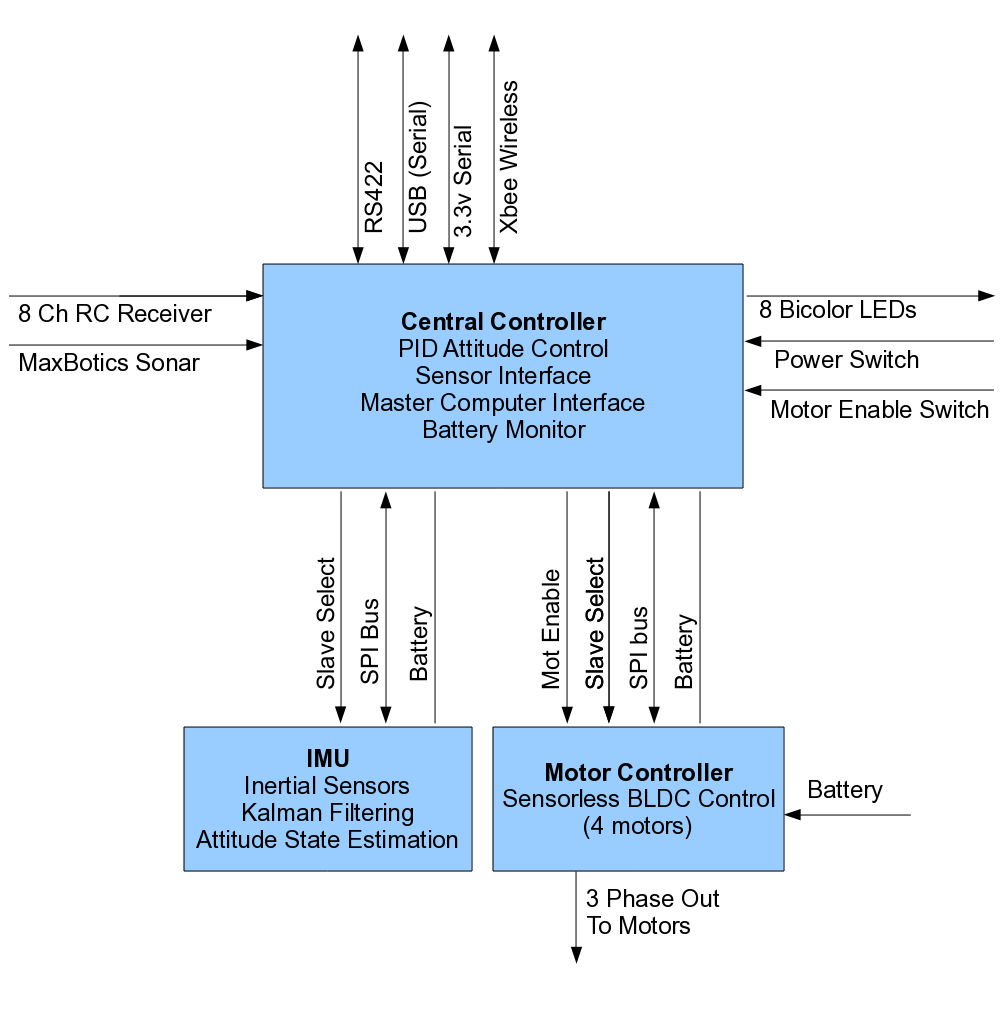 RS422
USB (Serial)
3.3v Serial
Xbee Wireless
8 Ch RC Receiver
MaxBotics Sonar
Central Controller
PID Attitude Control
Sensor Interface
Master Computer Interface
Battery Monitor
8 Bicolor LEDs
Power Switch
Motor Enable Switch
Slave Select
SPI Bus
Battery
Mot Enable
Slave Select
SPI bus
Battery
IMU
Inertial Sensors
Kalman Filtering
Attitude State Estimation
Motor Controller
Sensorless BLDC Control
(4 motors)
Battery
3 Phase Out
To Motors